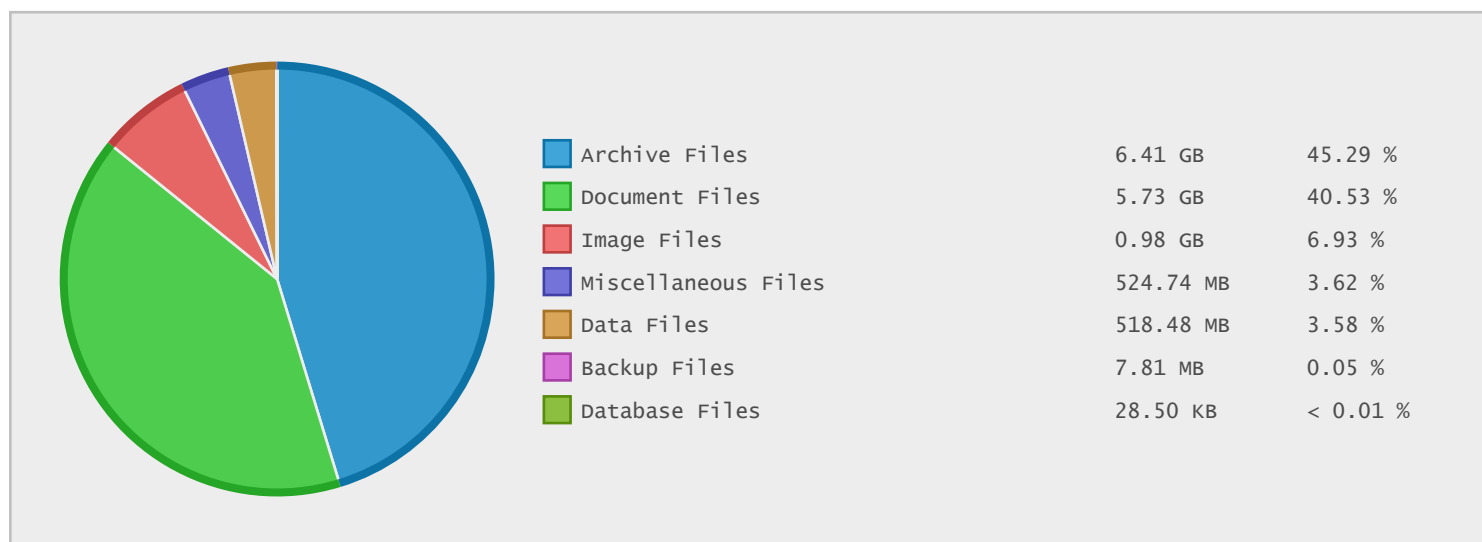 Archive Files 6.41 GB 45.29 %
Document Files 5.73 GB 40.53 %
Image Files 0.98 GB 6.93 %
Miscellaneous Files 524.74 MB 3.62 %
Data Files 518.48 MB 3.58 %
Backup Files 7.81 MB 0.05 %
Database Files 28.50 KB < 0.01 %